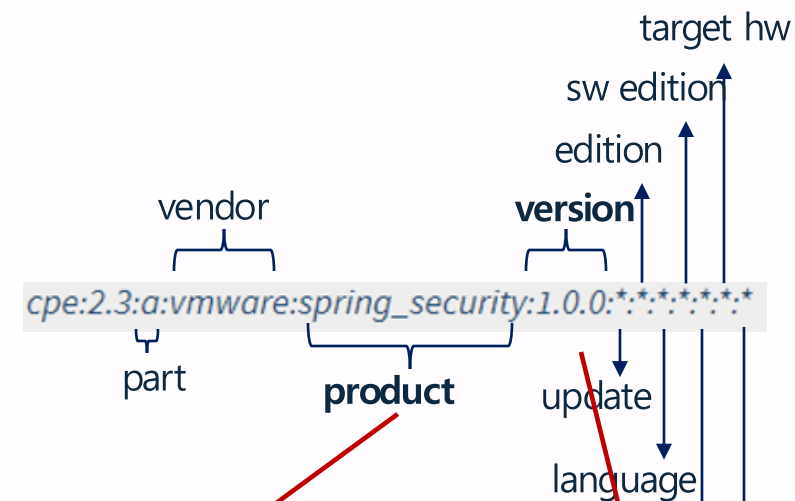 target hw
sw edition
edition
vendor
version
cpe:2.3:a:vmware:spring_security:1.0.0:*:*:*:*:*:*:*
part
product
update
language